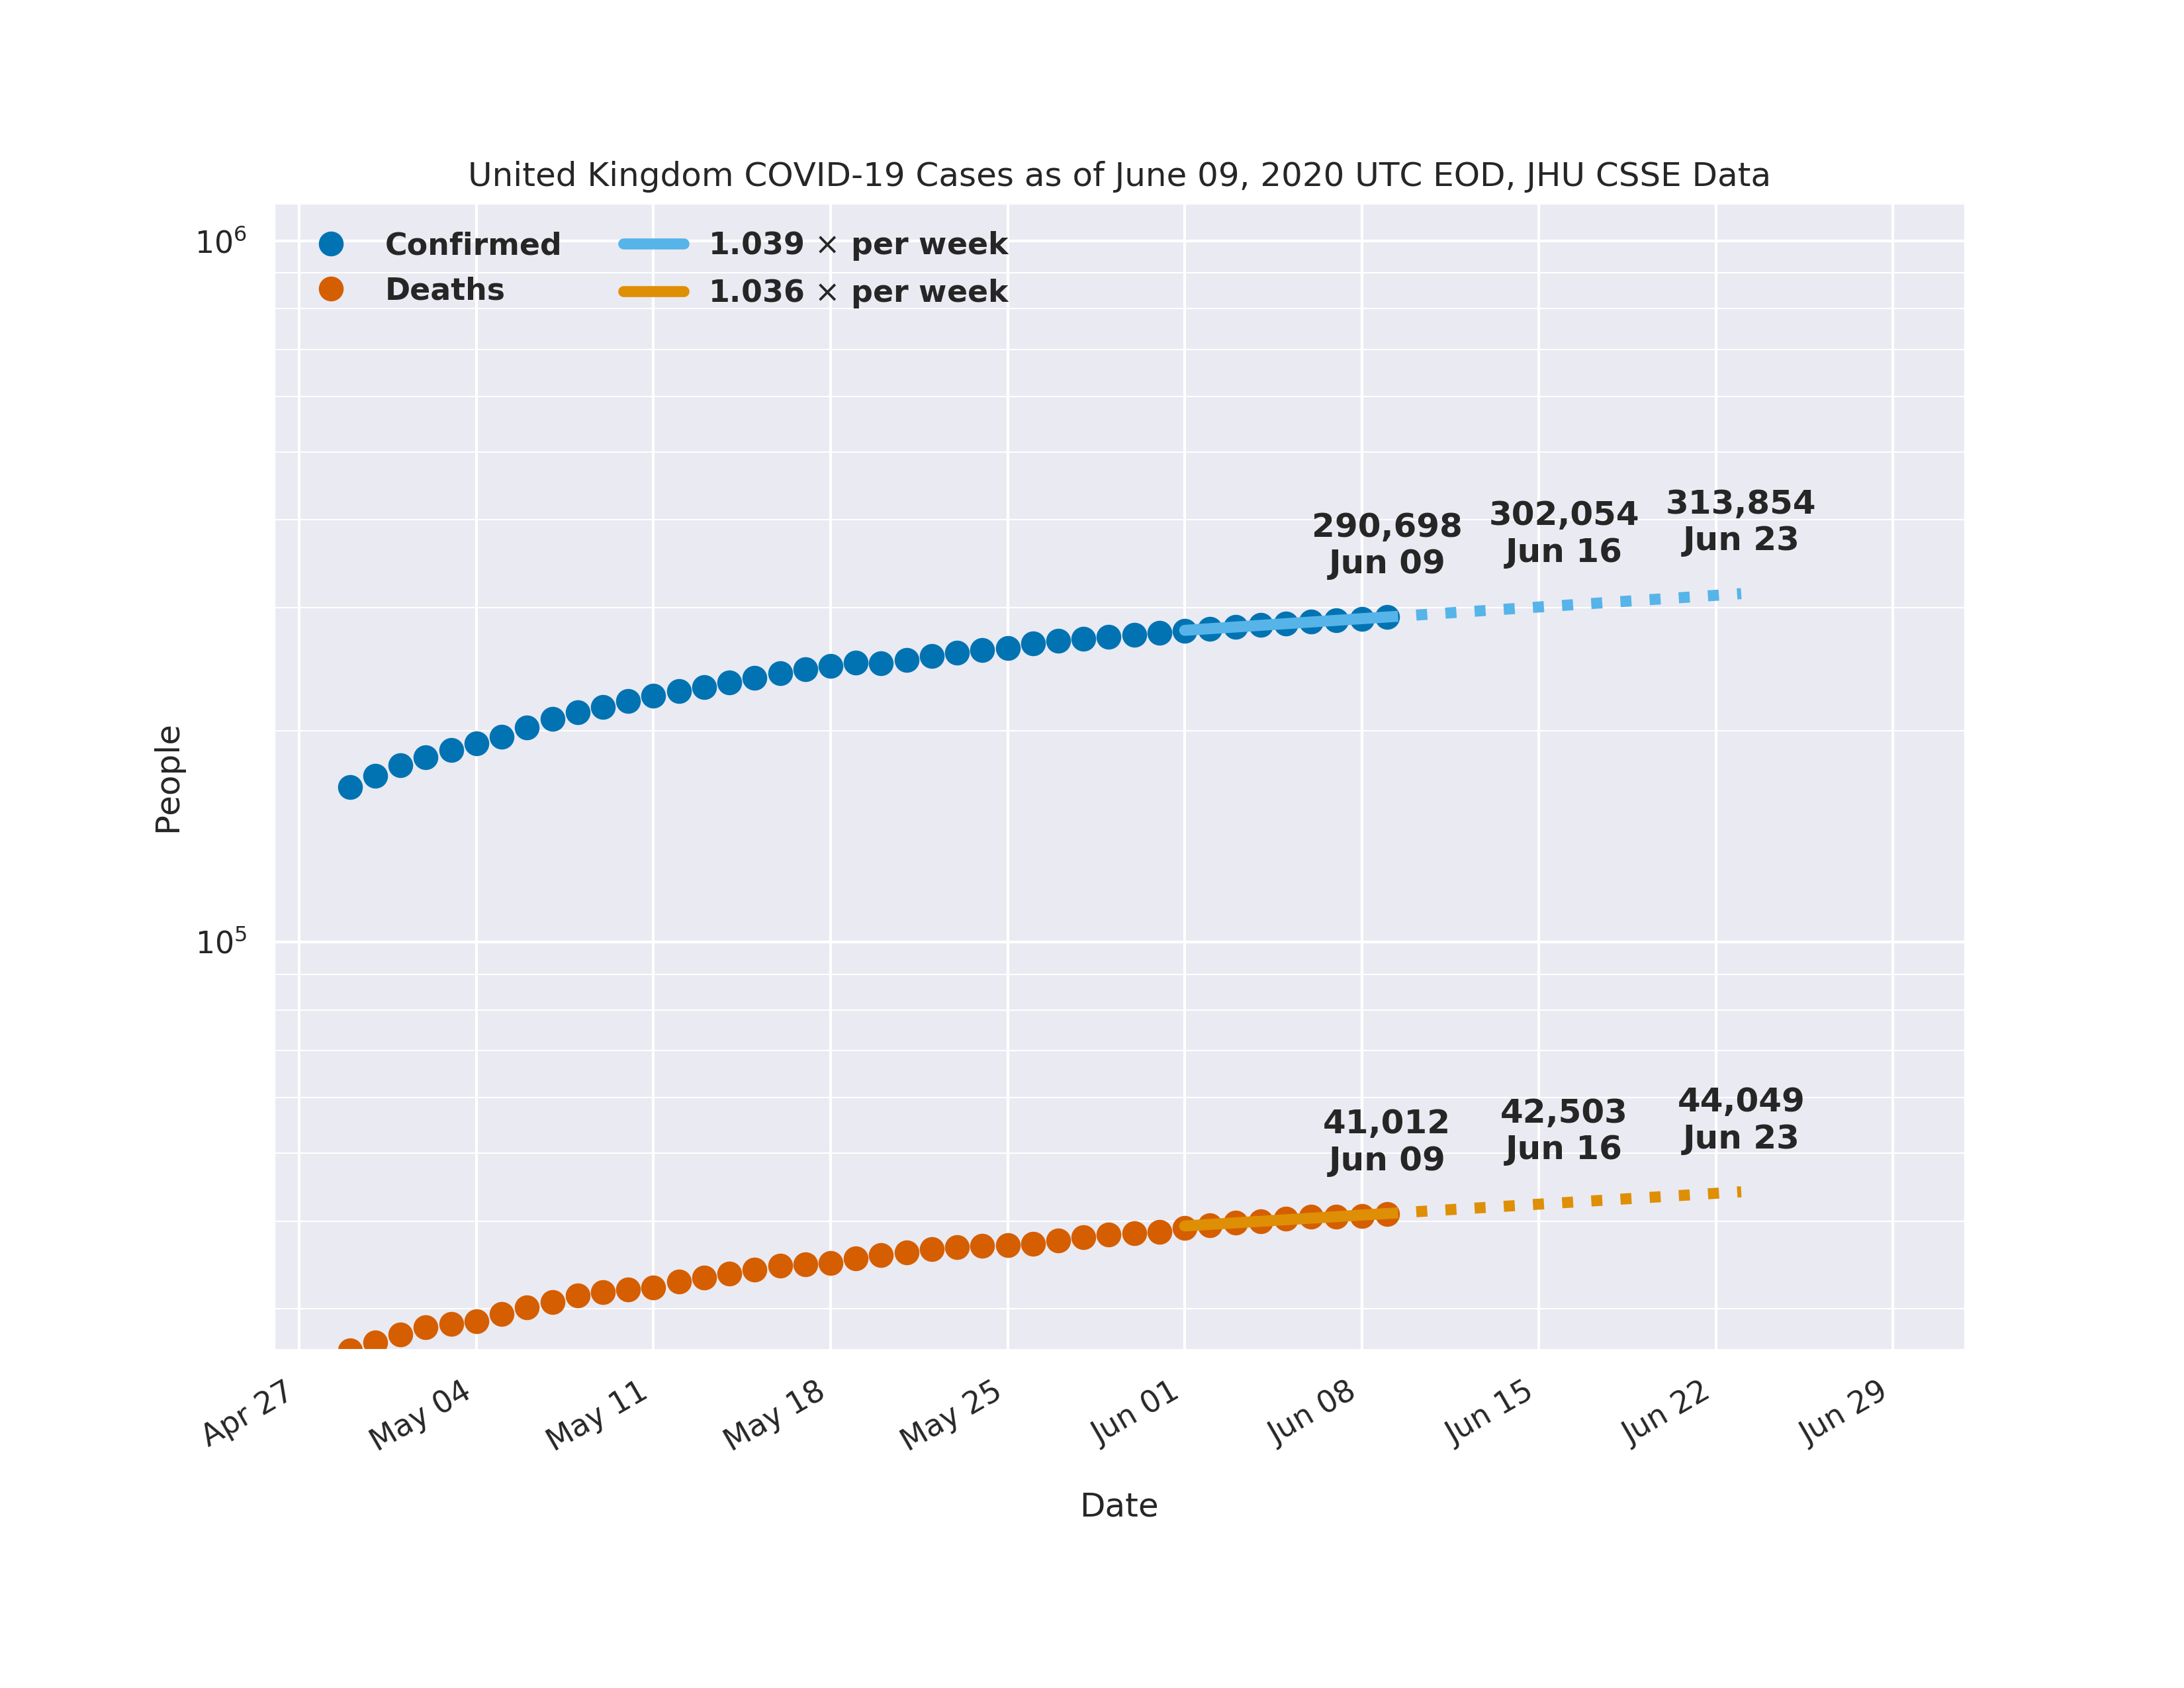 United Kingdom COVID-19 Cases as of June 09, 2020 UTC EOD, JHU CSSE Data
10⁶
Confirmed
Deaths
1.039 × per week
1.036 × per week
290,698
Jun 09
302,054
Jun 16
313,854
Jun 23
People
10⁵
41,012
Jun 09
42,503
Jun 16
44,049
Jun 23
Apr 27
May 04
May 11
May 18
May 25
Jun 01
Jun 08
Jun 15
Jun 22
Jun 29
Date